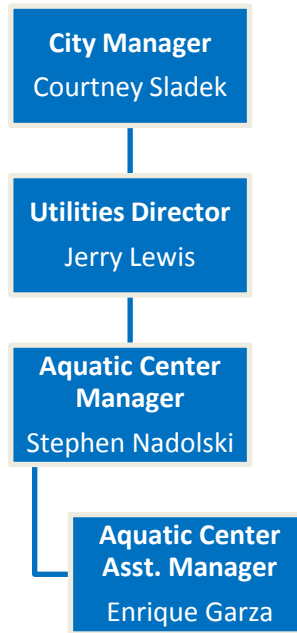 City Manager
Courtney Sladek
Utilities Director
Jerry Lewis
Aquatic Center
Manager
Stephen Nadolski
Aquatic Center
Asst. Manager
Enrique Garza